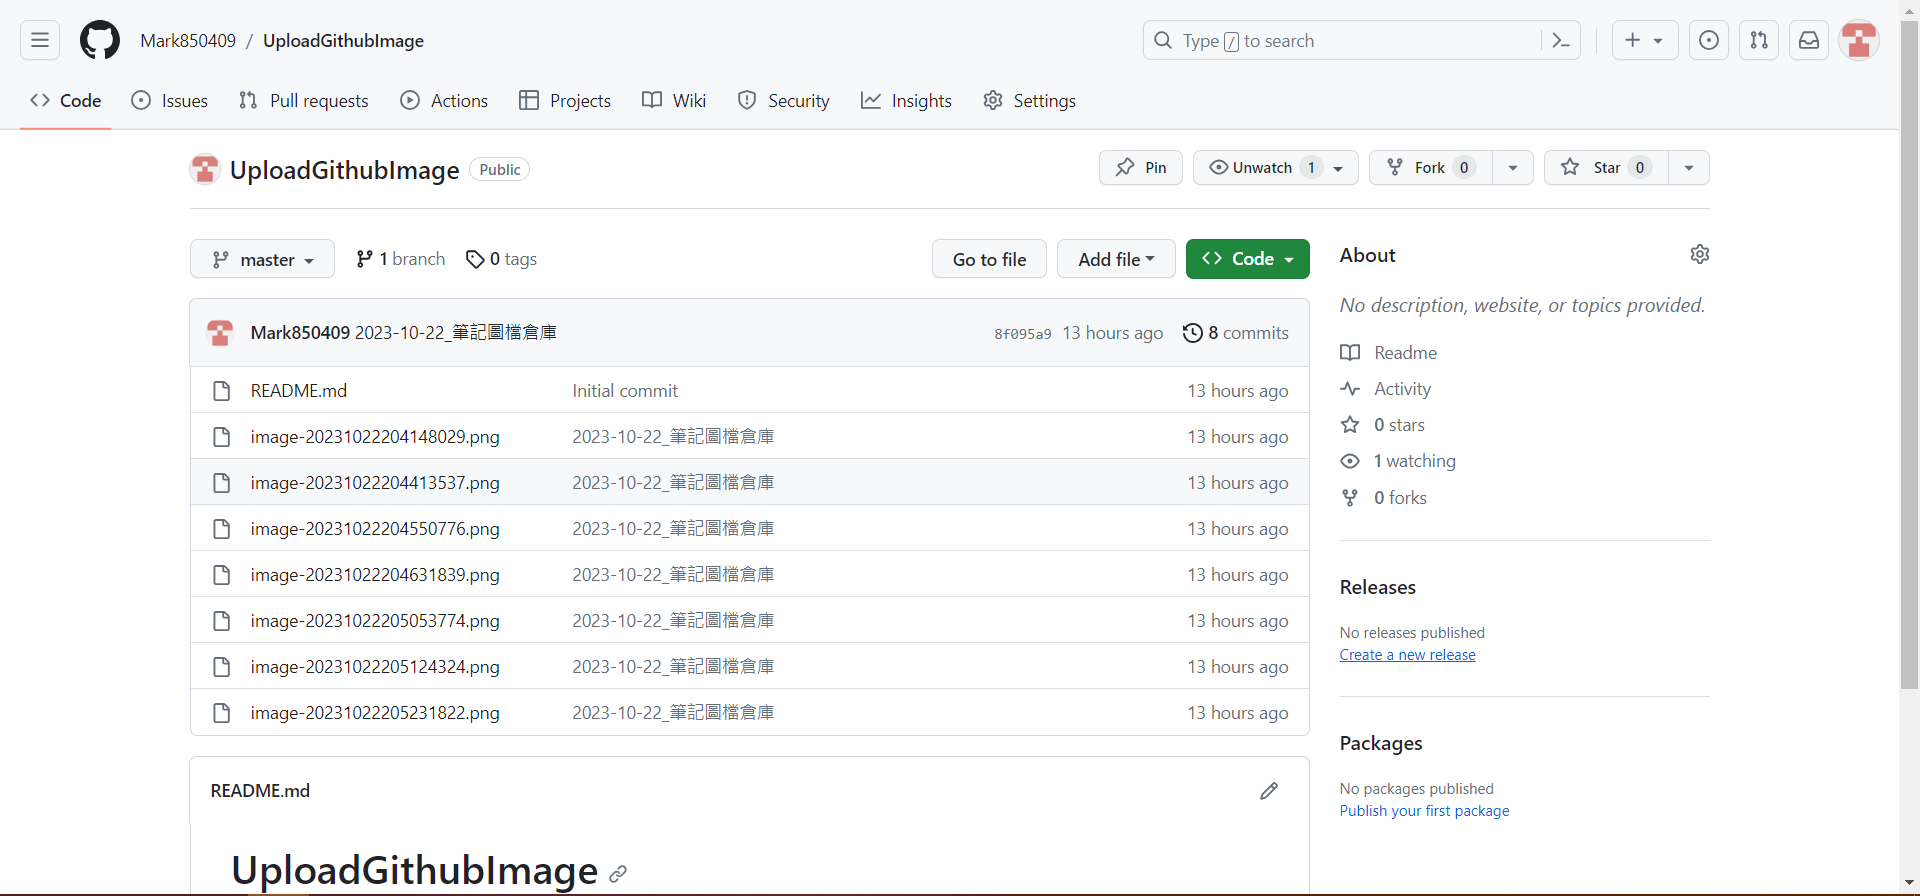 Mark850409 / UploadGithubImage
Type / to search
Code Issues Pull requests Actions Projects Wiki Security Insights Settings
UploadGithubImage Public
Pin Unwatch 1 Fork 0 Star 0
master 1 branch 0 tags Go to file Add file Code
Mark850409 2023-10-22_筆記圖檔倉庫 8f095a9 13 hours ago 8 commits
README.md Initial commit 13 hours ago
image-20231022204148029.png 2023-10-22_筆記圖檔倉庫 13 hours ago
image-20231022204413537.png 2023-10-22_筆記圖檔倉庫 13 hours ago
image-20231022204550776.png 2023-10-22_筆記圖檔倉庫 13 hours ago
image-20231022204631839.png 2023-10-22_筆記圖檔倉庫 13 hours ago
image-20231022205053774.png 2023-10-22_筆記圖檔倉庫 13 hours ago
image-20231022205124324.png 2023-10-22_筆記圖檔倉庫 13 hours ago
image-20231022205231822.png 2023-10-22_筆記圖檔倉庫 13 hours ago
README.md
UploadGithubImage
About
No description, website, or topics provided.
Readme
Activity
0 stars
1 watching
0 forks
Releases
No releases published
Create a new release
Packages
No packages published
Publish your first package